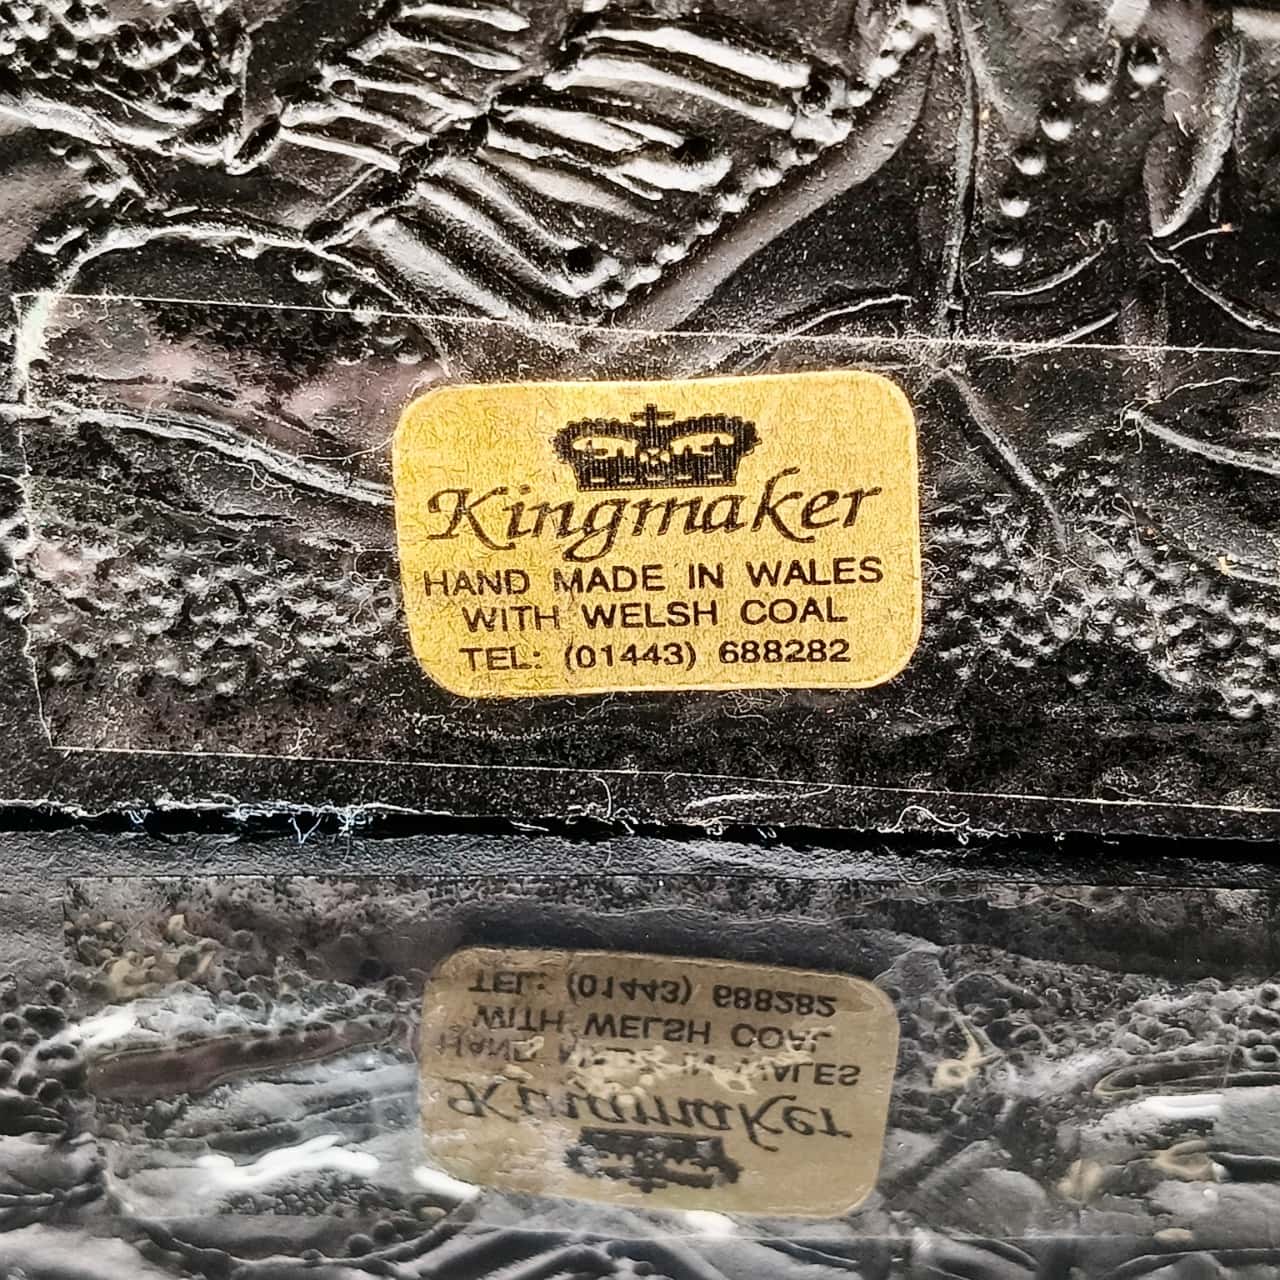 Kingmaker
HAND MADE IN WALES
WITH WELSH COAL
TEL: (01443) 688282